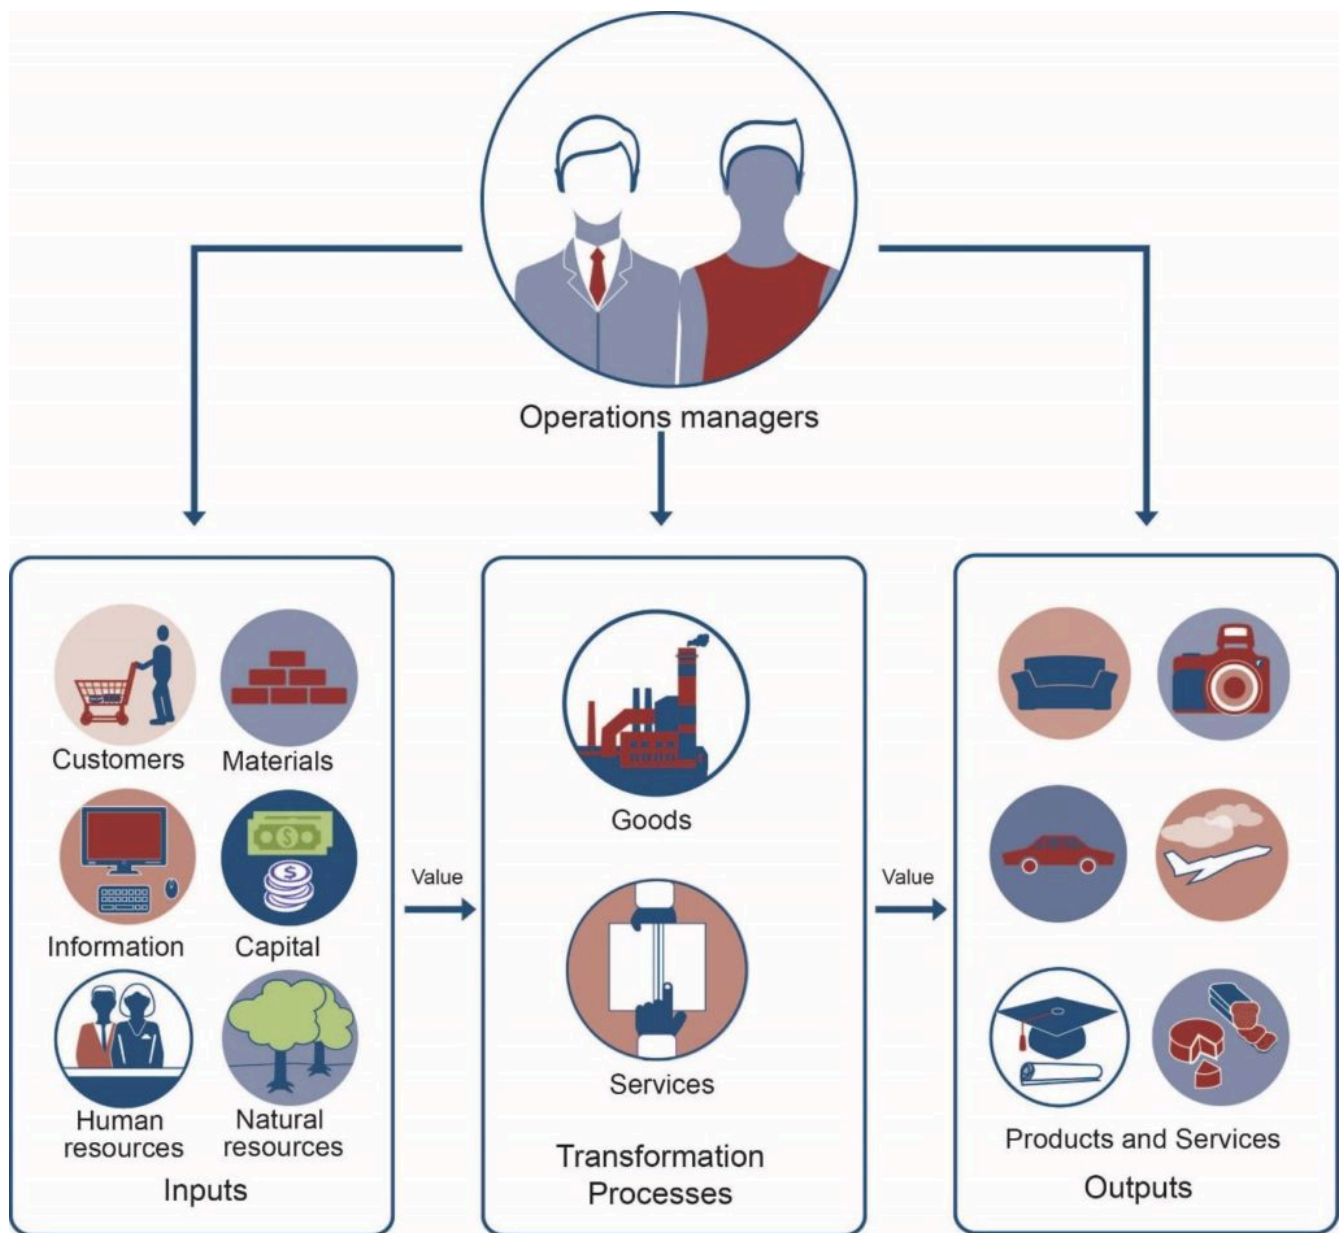 Operations managers
Customers
Materials
Information
Capital
Human
resources
Natural
resources
Inputs
Value
Goods
Services
Transformation
Processes
Value
Products and Services
Outputs